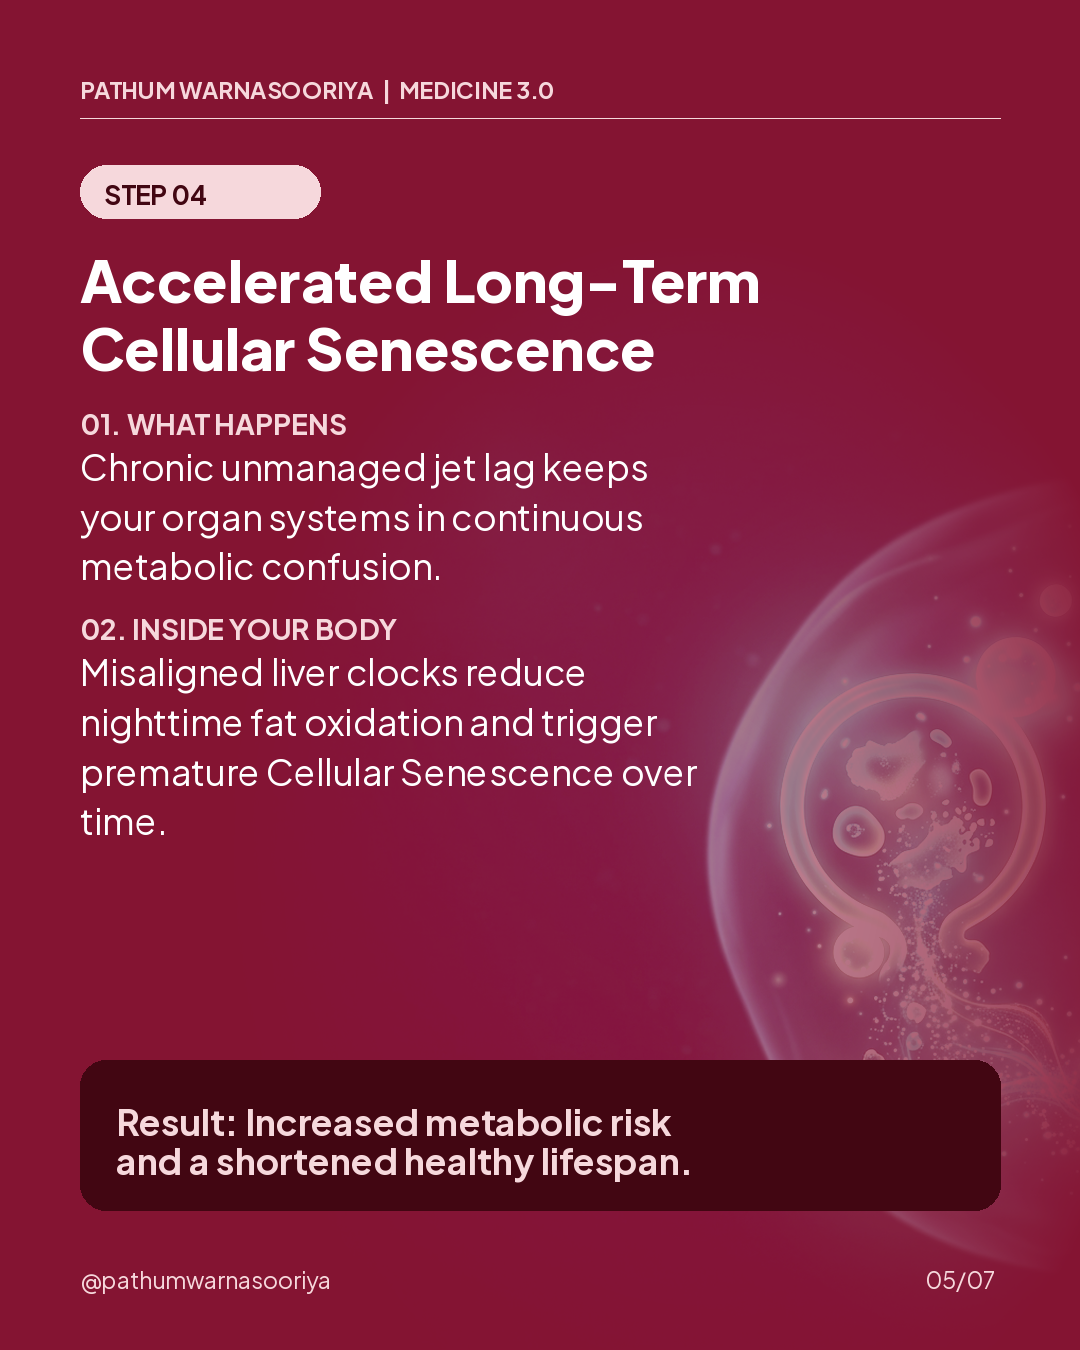 PATHUM WARNASOORIYA | MEDICINE 3.0
STEP 04
Accelerated Long-Term
Cellular Senescence
01. WHAT HAPPENS
Chronic unmanaged jet lag keeps
your organ systems in continuous
metabolic confusion.
02. INSIDE YOUR BODY
Misaligned liver clocks reduce
nighttime fat oxidation and trigger
premature Cellular Senescence over
time.
Result: Increased metabolic risk
and a shortened healthy lifespan.
@pathumwarnasooriya
05/07